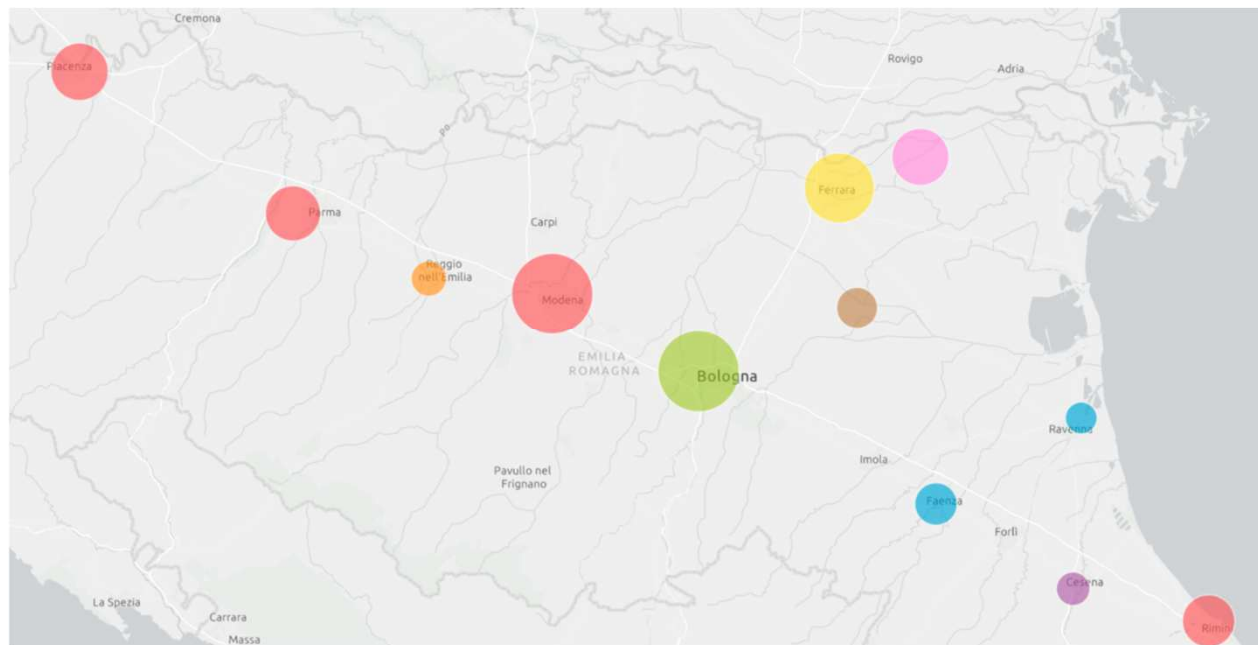 Cremona
Piacenza
Rovigo
Adria
Po
Ferrara
Parma
Carpi
Reggio
nell'Emilia
Modena
EMILIA
ROMAGNA
Bologna
Ravenna
Imola
Pavullo nel
Frignano
Faenza
Forlì
Cesena
La Spezia
Carrara
Rimini
Massa